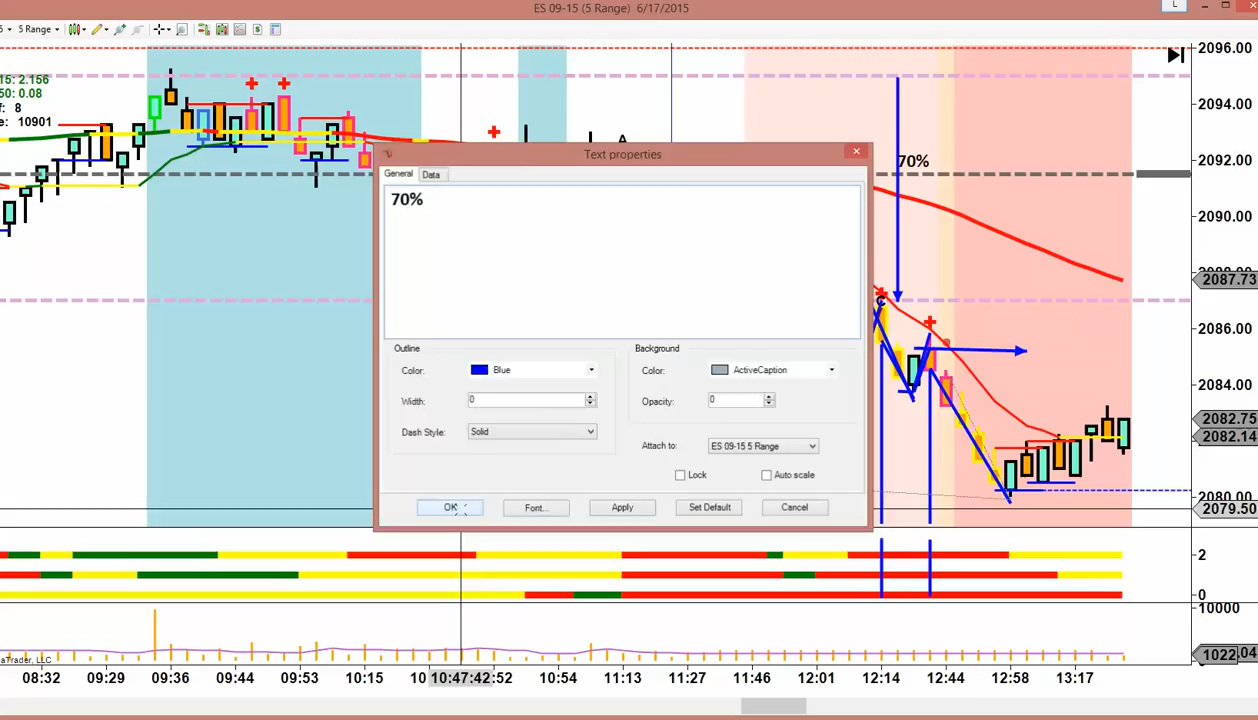 ES 09-15 (5 Range) 6/17/2015
L
5 Range
15: 2.156
50: 0.08
f: 8
e: 10901
2096.00
2094.00
2092.00
2090.00
2087.73
2086.00
2084.00
2082.75
2082.14
2080.00
2079.50
A
70%
C
Text properties
General
Data
70%
Outline
Color:
Blue
Width:
0
Dash Style:
Solid
Background
Color:
ActiveCaption
Opacity:
0
Attach to:
ES 09-15 5 Range
Lock
Auto scale
OK
Font...
Apply
Set Default
Cancel
2
0
10000
1022.04
aTrader, LLC
08:32 09:29 09:36 09:44 09:53 10:15 10:47:42 :52 10:54 11:13 11:27 11:46 12:01 12:14 12:44 12:58 13:17